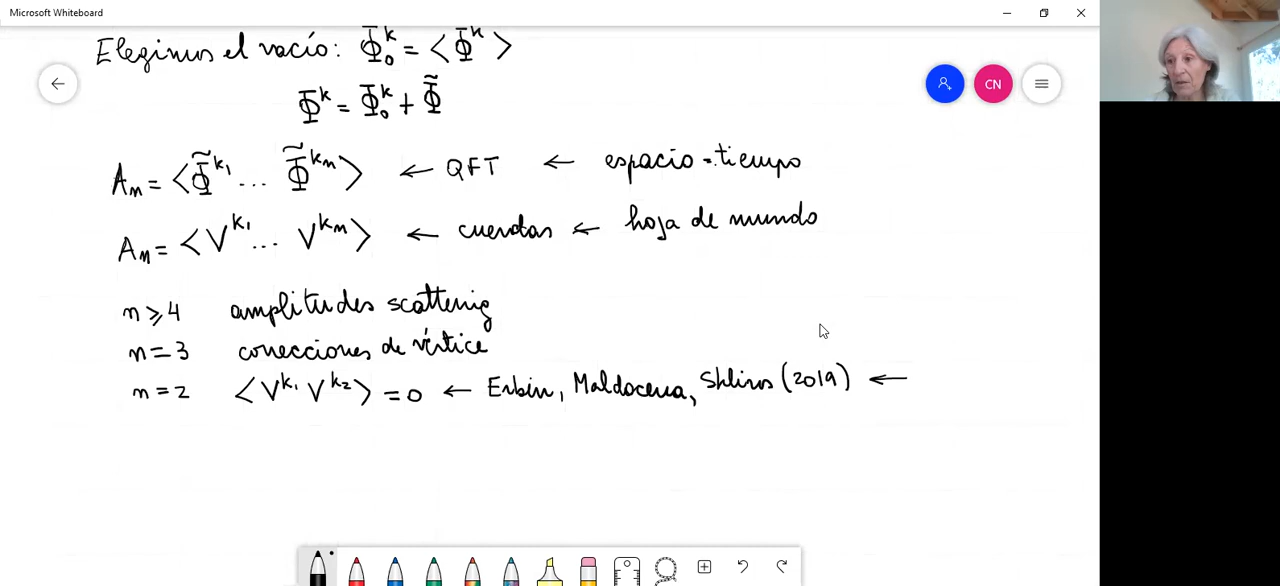 Microsoft Whiteboard
Elegimos el vacío: Φ₀ᵏ = ⟨Φᵏ⟩
CN
Φᵏ = Φ₀ᵏ + Φ̃
Aₙ = ⟨Φ̃ᵏ¹ ... Φ̃ᵏⁿ⟩ ← QFT ← espacio-tiempo
Aₙ = ⟨Vᵏ¹ ... Vᵏⁿ⟩ ← cuerdas ← hoja de mundo
n ⩾ 4 amplitudes scattering
n = 3 correcciones de vértice
n = 2 ⟨Vᵏ¹ Vᵏ²⟩ = 0 ← Erbin, Maldacena, Skliros (2019) ←